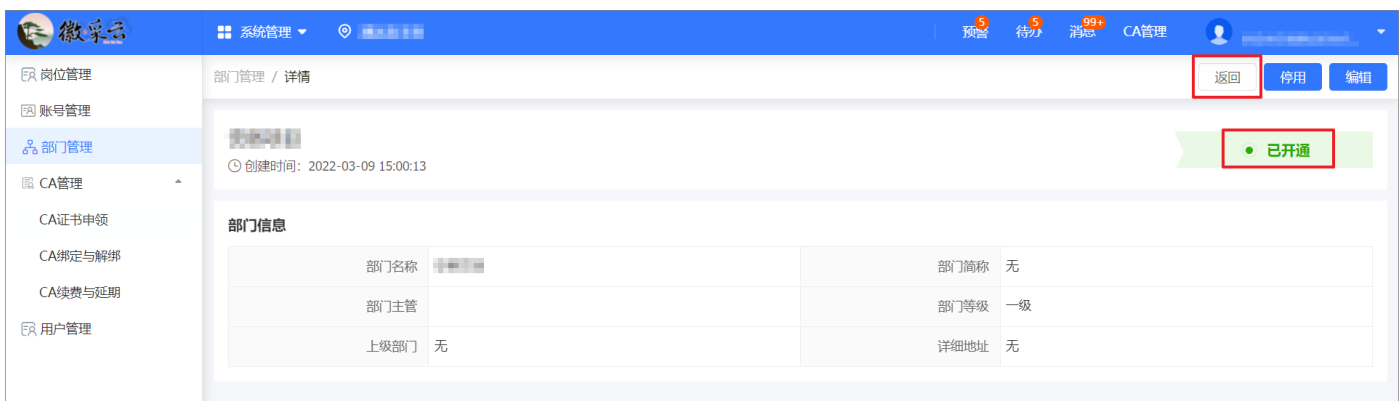 徽采云 系统管理 预警 5 待办 5 消息 99+ CA管理
岗位管理
部门管理 / 详情 返回 停用 编辑
账号管理
部门管理
创建时间：2022-03-09 15:00:13 已开通
CA管理
CA证书申领
部门信息
CA绑定与解绑
部门名称 部门简称 无
CA续费与延期
部门主管 部门等级 一级
用户管理
上级部门 无 详细地址 无